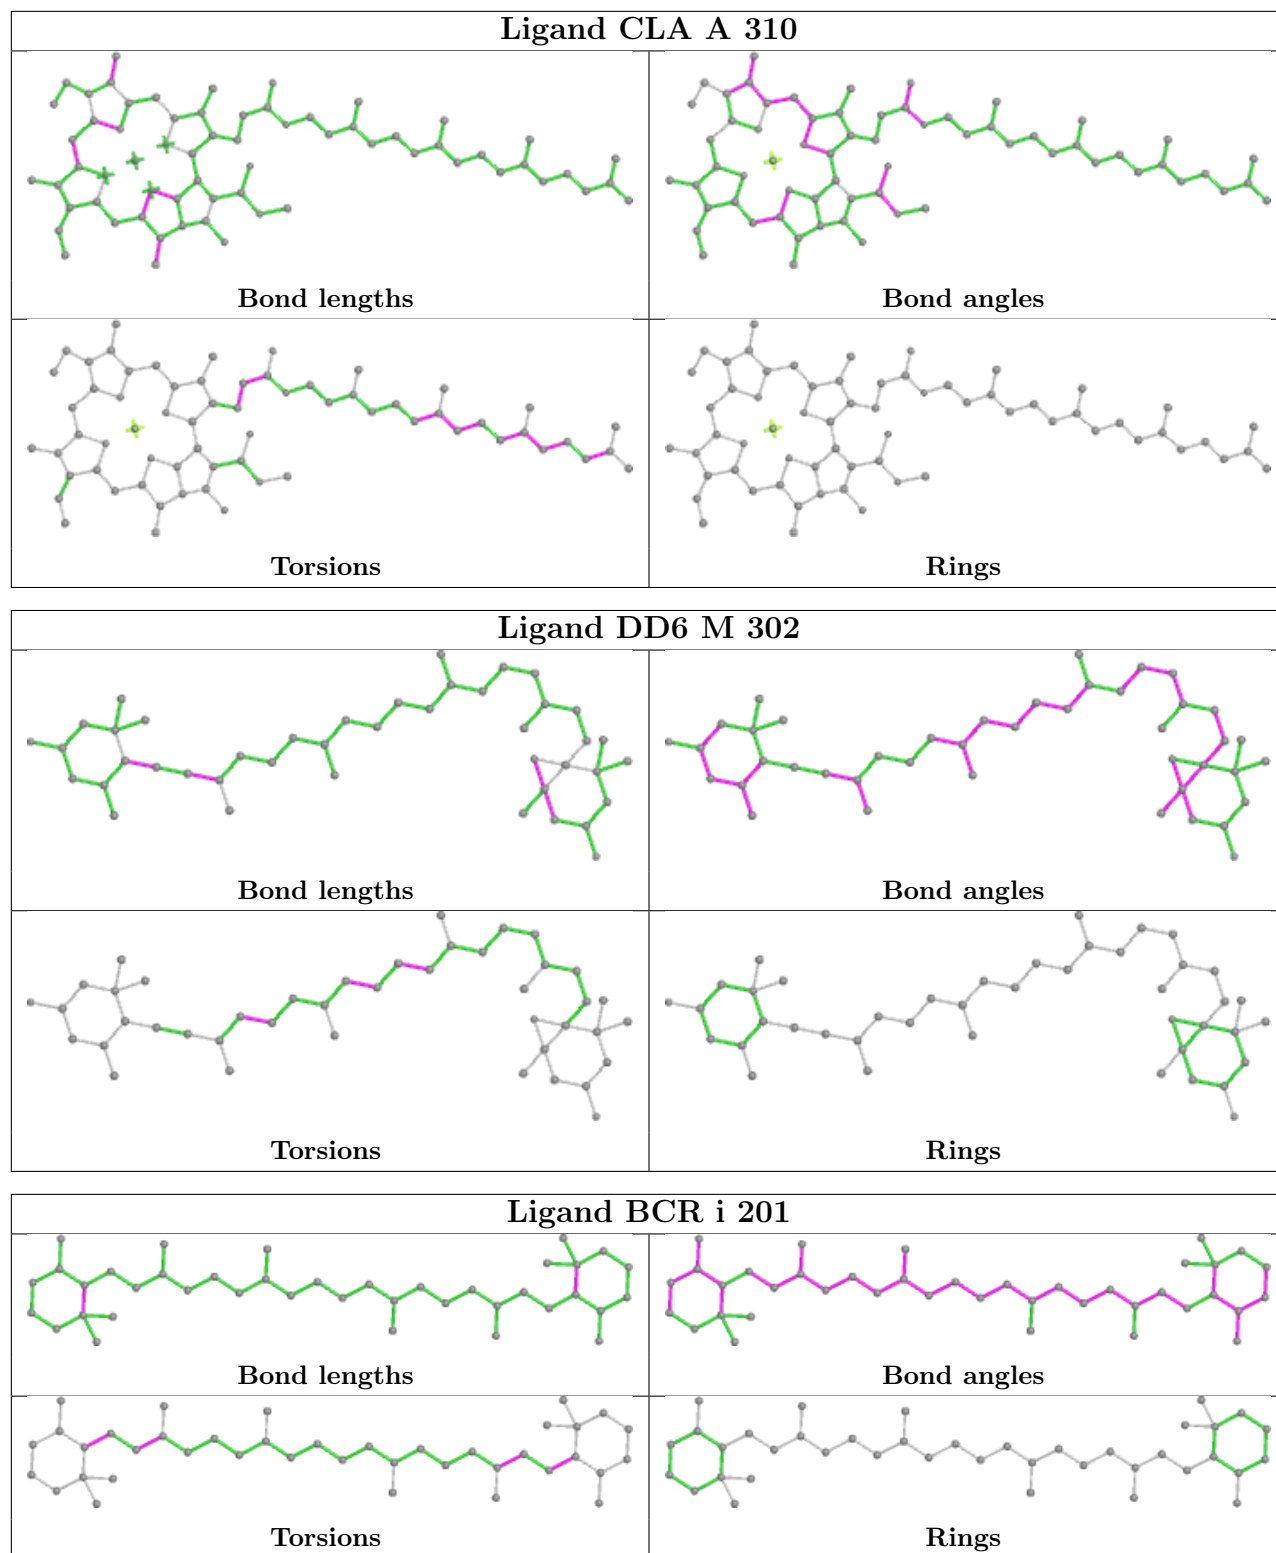 Ligand CLA A 310
Bond lengths
Bond angles
Torsions
Rings
Ligand DD6 M 302
Bond lengths
Bond angles
Torsions
Rings
Ligand BCR i 201
Bond lengths
Bond angles
Torsions
Rings